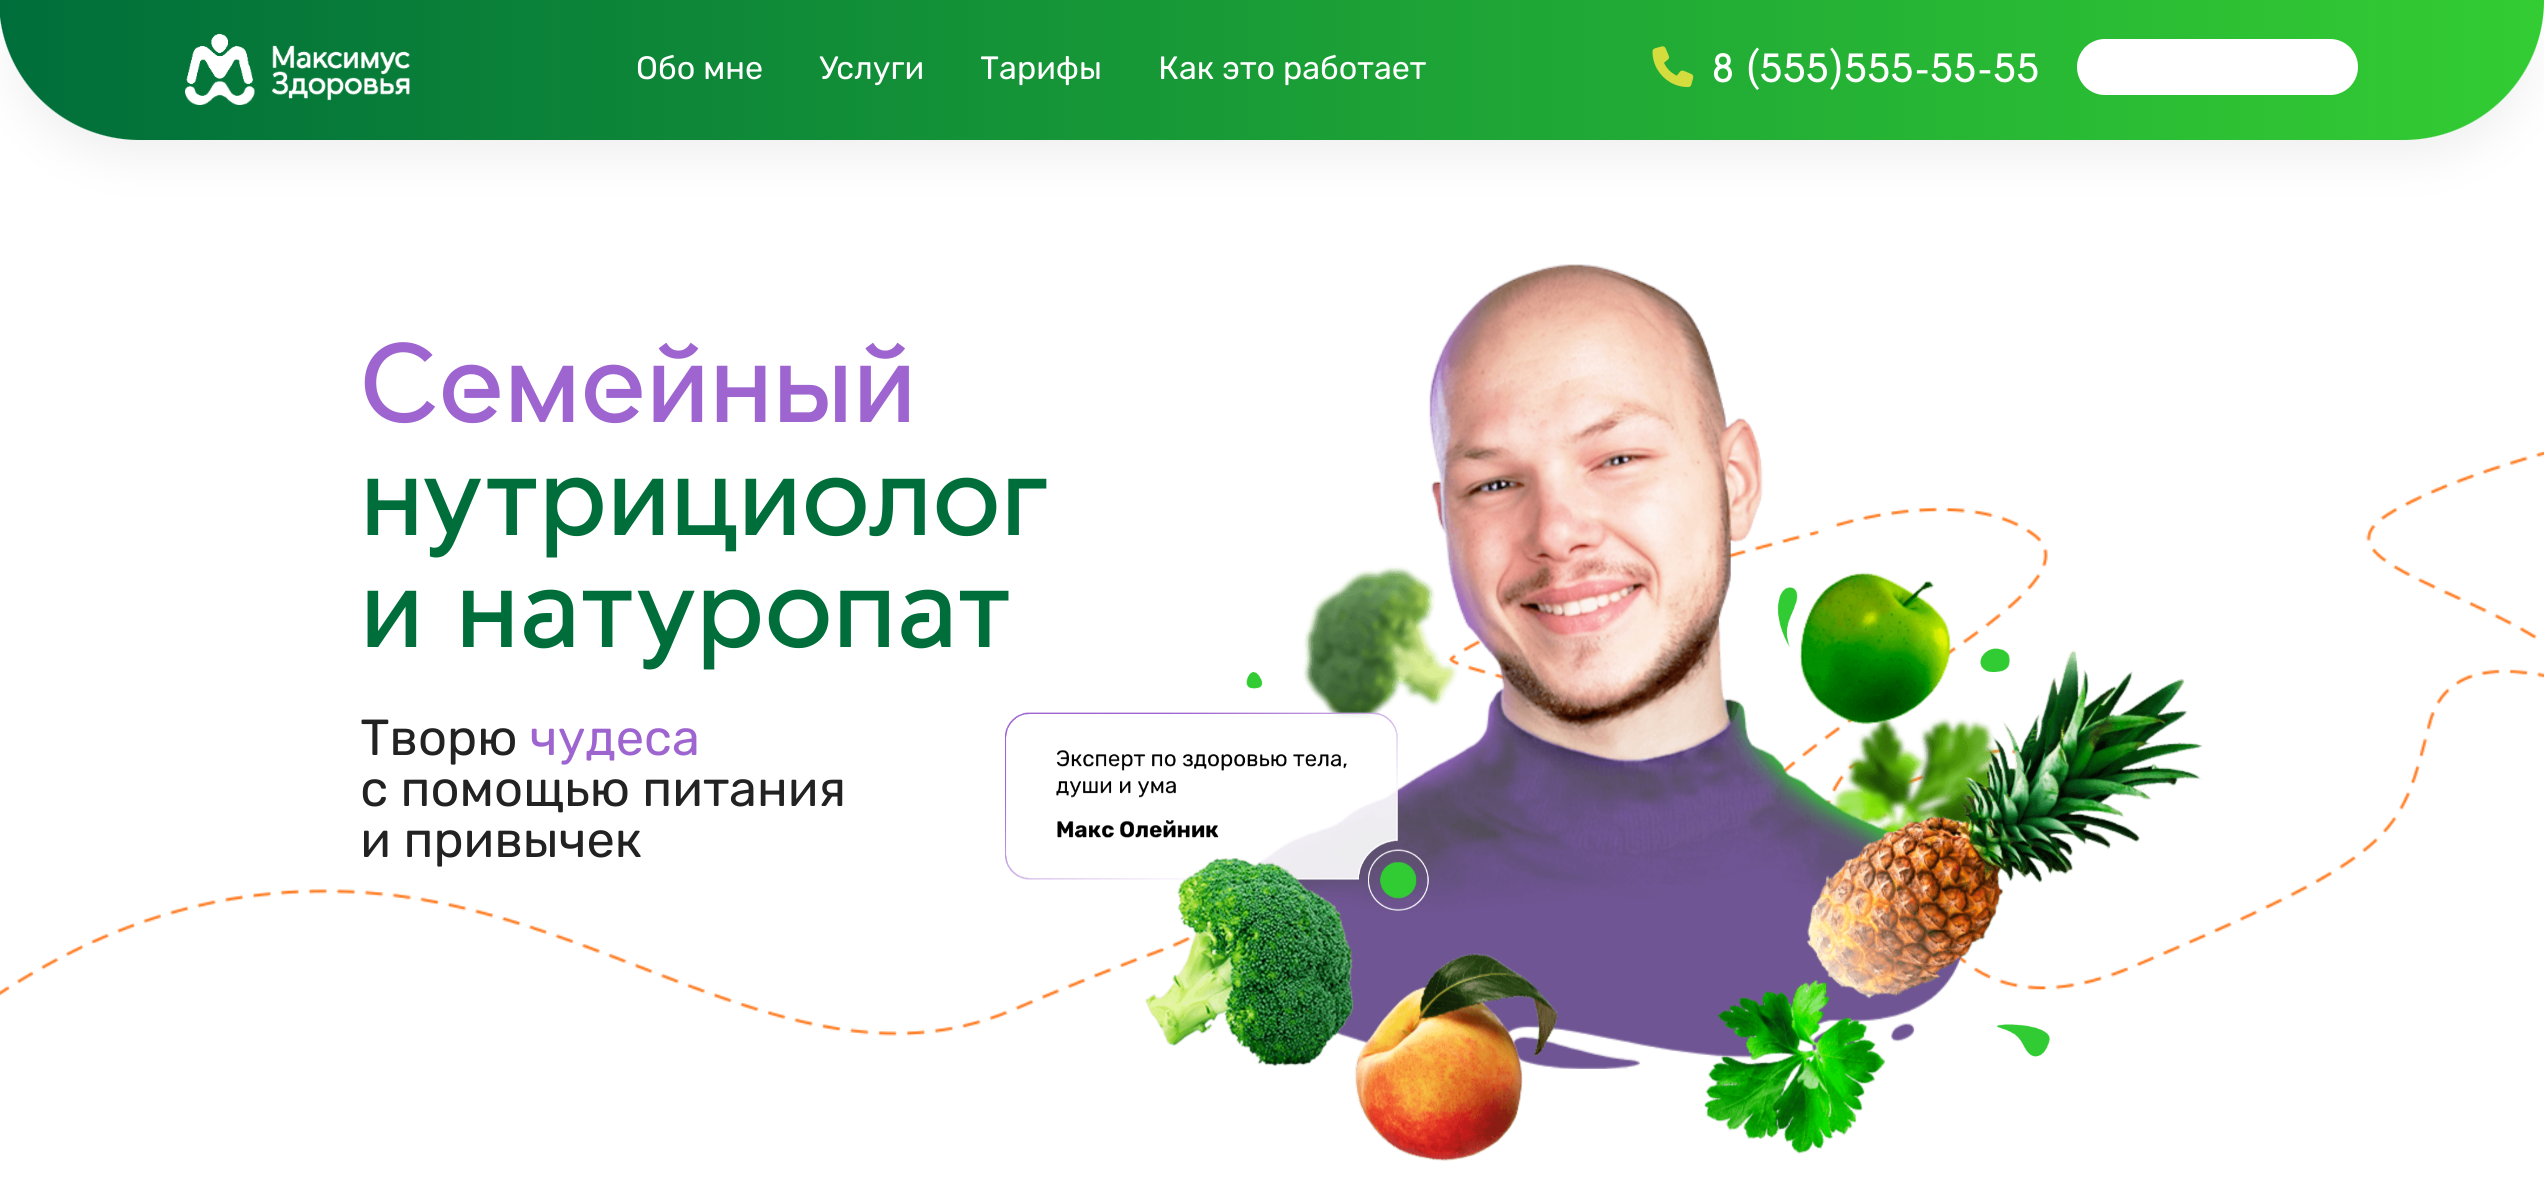 Максимус
Здоровья
Обо мне
Услуги
Тарифы
Как это работает
8 (555)555-55-55
Семейный
нутрициолог
и натуропат
Творю чудеса
с помощью питания
и привычек
Эксперт по здоровью тела,
души и ума
Макс Олейник